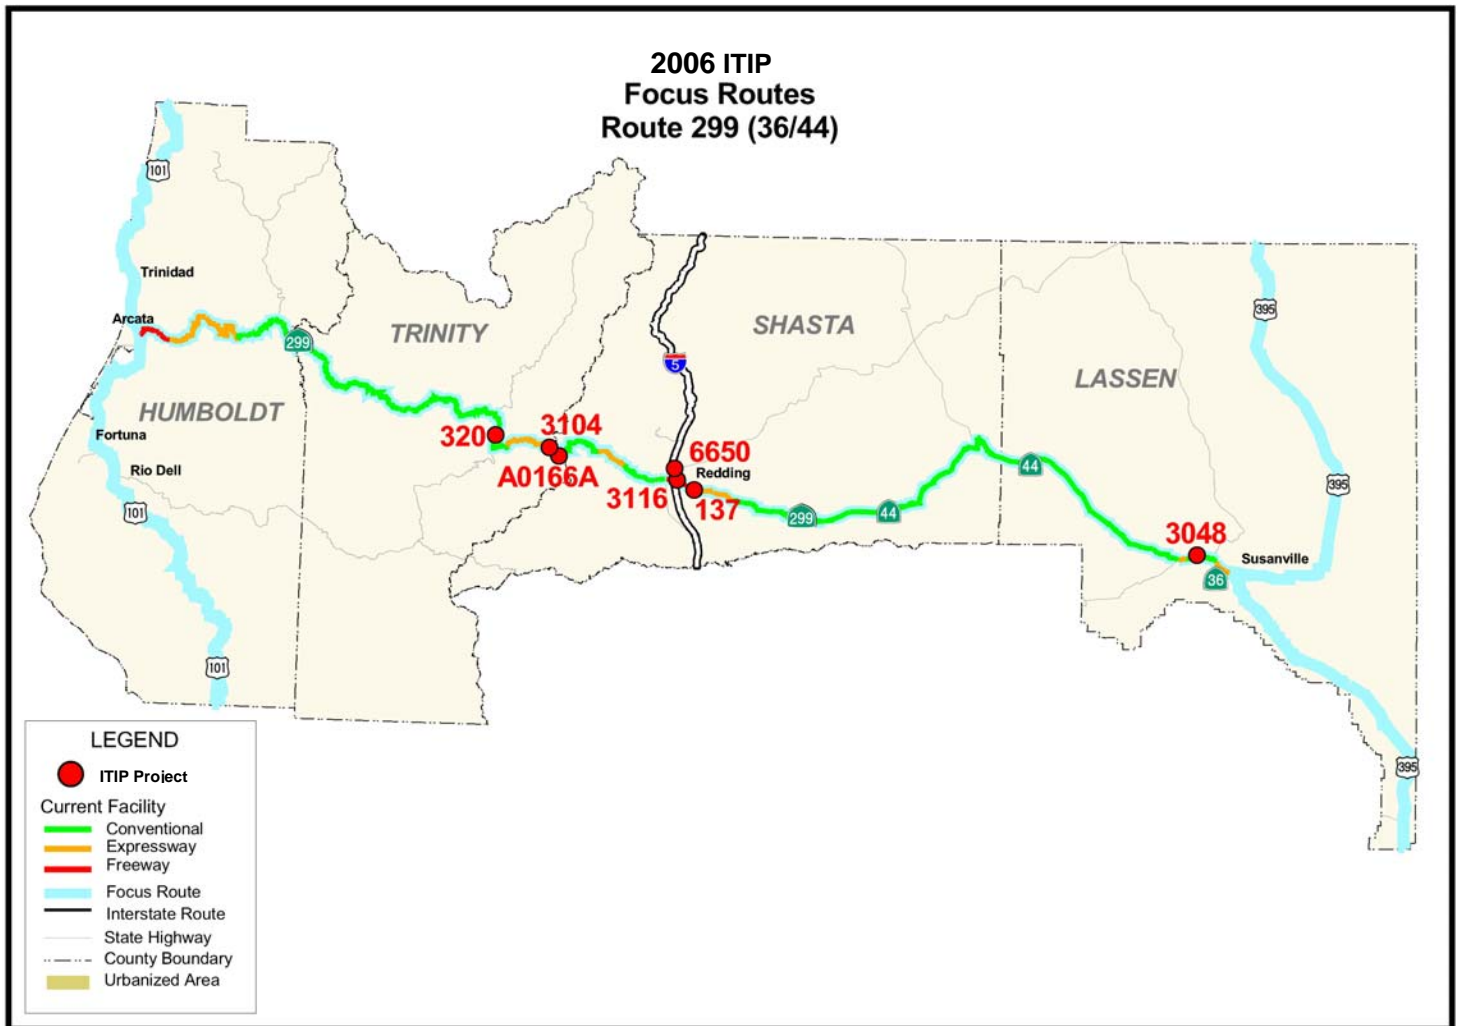 2006 ITIP
Focus Routes
Route 299 (36/44)
101
Trinidad
Arcata
299
TRINITY
SHASTA
5
395
LASSEN
HUMBOLDT
Fortuna
Rio Dell
101
101
320
3104
A0166A
6650
Redding
3116
137
299
44
44
395
3048
Susanville
36
395
LEGEND
ITIP Project
Current Facility
Conventional
Expressway
Freeway
Focus Route
Interstate Route
State Highway
County Boundary
Urbanized Area